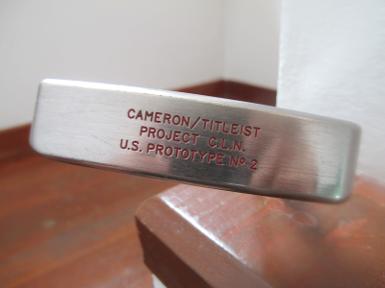 CAMERON/TITLEIST
PROJECT C.L.N.
U.S. PROTOTYPE Nº 2